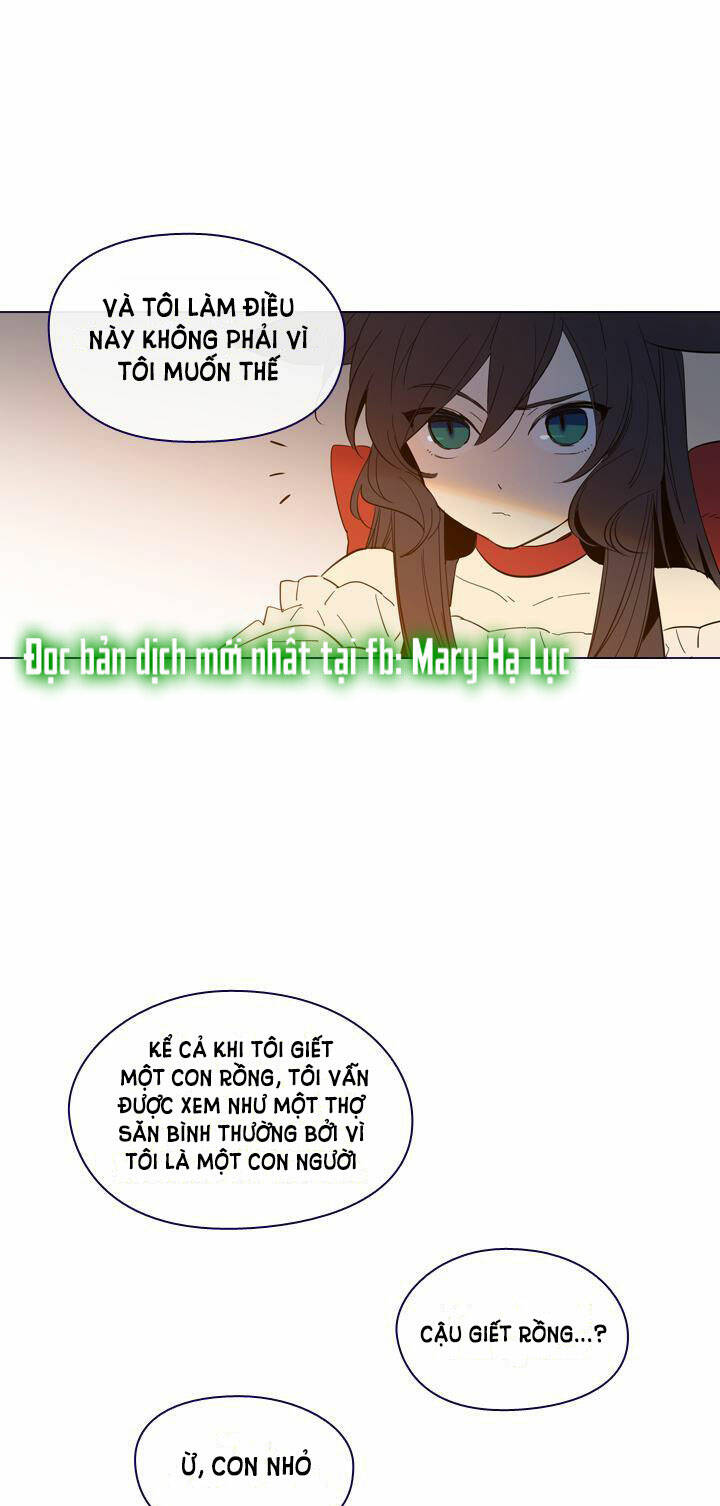 VÀ TÔI LÀM ĐIỀU
NÀY KHÔNG PHẢI VÌ
TÔI MUỐN THẾ
Đọc bản dịch mới nhất tại fb: Mary Hạ Lục
KỂ CẢ KHI TÔI GIẾT
MỘT CON RỒNG, TÔI VẪN
ĐƯỢC XEM NHƯ MỘT THỢ
SĂN BÌNH THƯỜNG BỞI VÌ
TÔI LÀ MỘT CON NGƯỜI
CẬU GIẾT RỒNG...?
Ừ, CON NHỎ